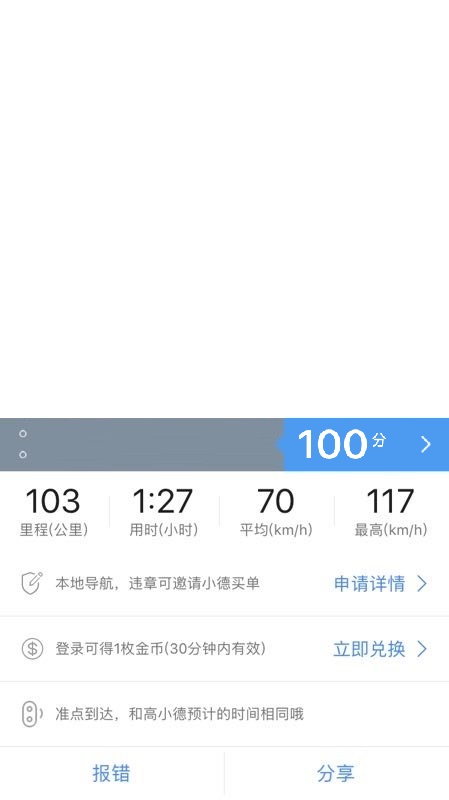 100分
103 1:27 70 117
里程(公里) 用时(小时) 平均(km/h) 最高(km/h)
本地导航，违章可邀请小德买单 申请详情
登录可得1枚金币(30分钟内有效) 立即兑换
准点到达，和高小德预计的时间相同哦
报错 分享